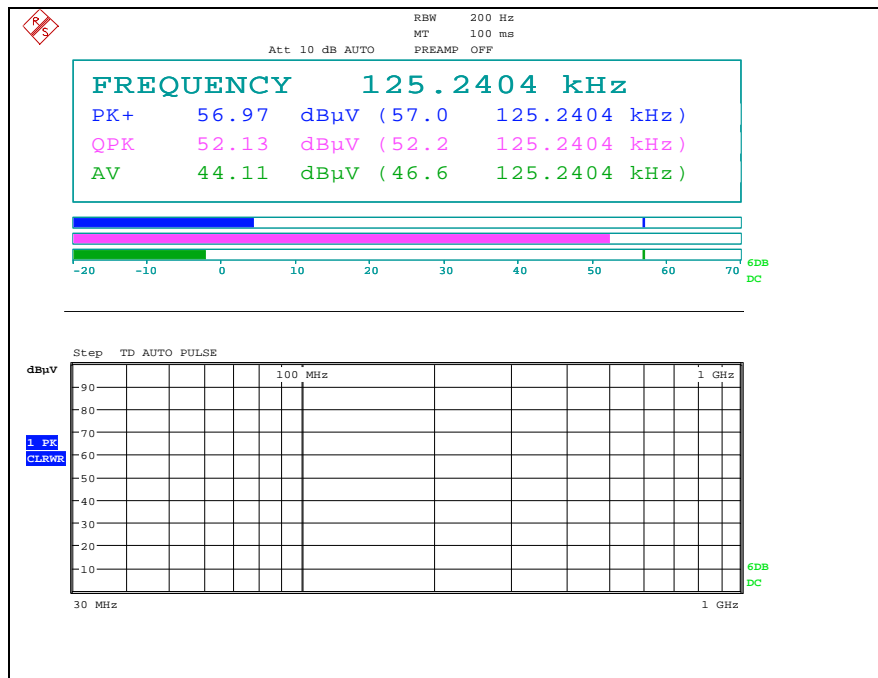 R S
RBW 200 Hz
MT 100 ms
Att 10 dB AUTO PREAMP OFF
FREQUENCY 125.2404 kHz
PK+ 56.97 dBµV (57.0 125.2404 kHz)
QPK 52.13 dBµV (52.2 125.2404 kHz)
AV 44.11 dBµV (46.6 125.2404 kHz)
-20 -10 0 10 20 30 40 50 60 70
6DB
DC
Step TD AUTO PULSE
dBµV
100 MHz 1 GHz
90
80
70
1 PK
CLRWR
60
50
40
30
20
10
6DB
DC
30 MHz 1 GHz